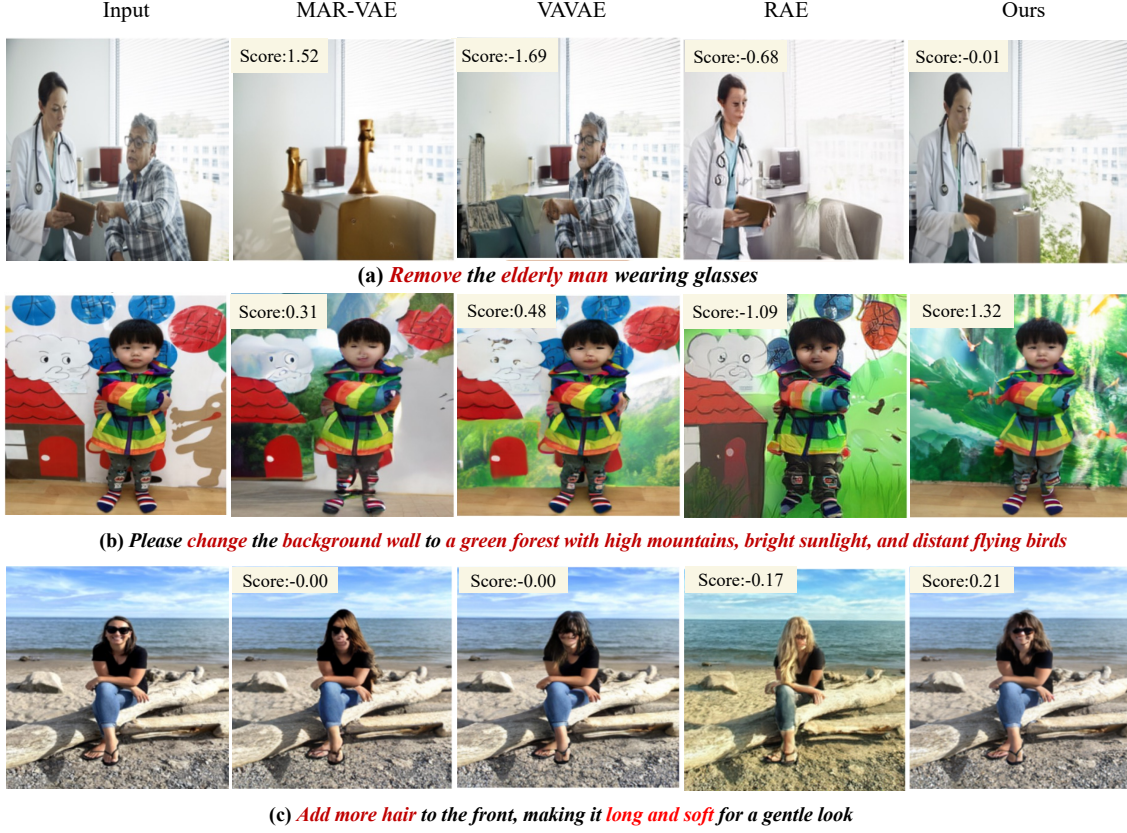 Input MAR-VAE VAVAE RAE Ours
Score:1.52 Score:-1.69 Score:-0.68 Score:-0.01
(a) Remove the elderly man wearing glasses
Score:0.31 Score:0.48 Score:-1.09 Score:1.32
(b) Please change the background wall to a green forest with high mountains, bright sunlight, and distant flying birds
Score:-0.00 Score:-0.00 Score:-0.17 Score:0.21
(c) Add more hair to the front, making it long and soft for a gentle look